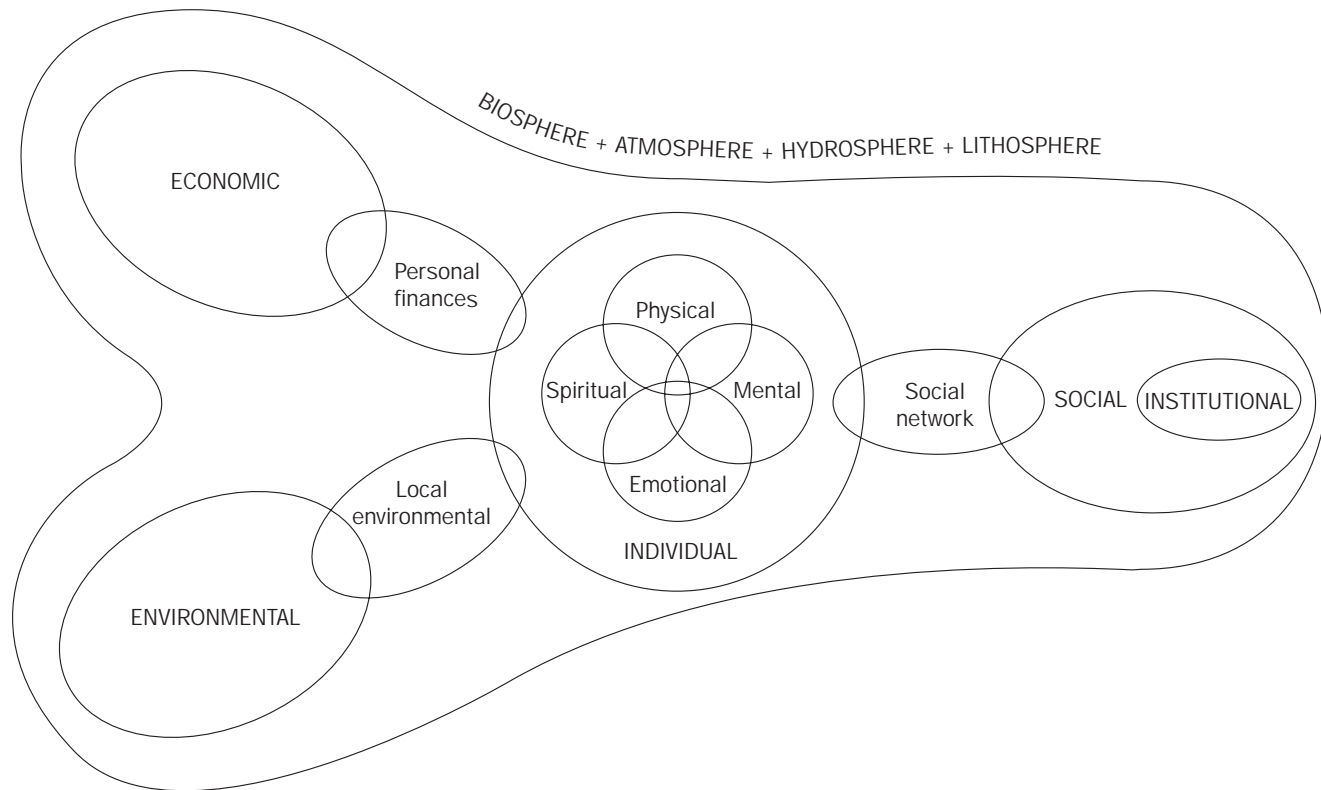 BIOSPHERE + ATMOSPHERE + HYDROSPHERE + LITHOSPHERE
ECONOMIC
Personal
finances
Physical
Spiritual
Mental
Emotional
INDIVIDUAL
Social
network
SOCIAL
INSTITUTIONAL
Local
environmental
ENVIRONMENTAL